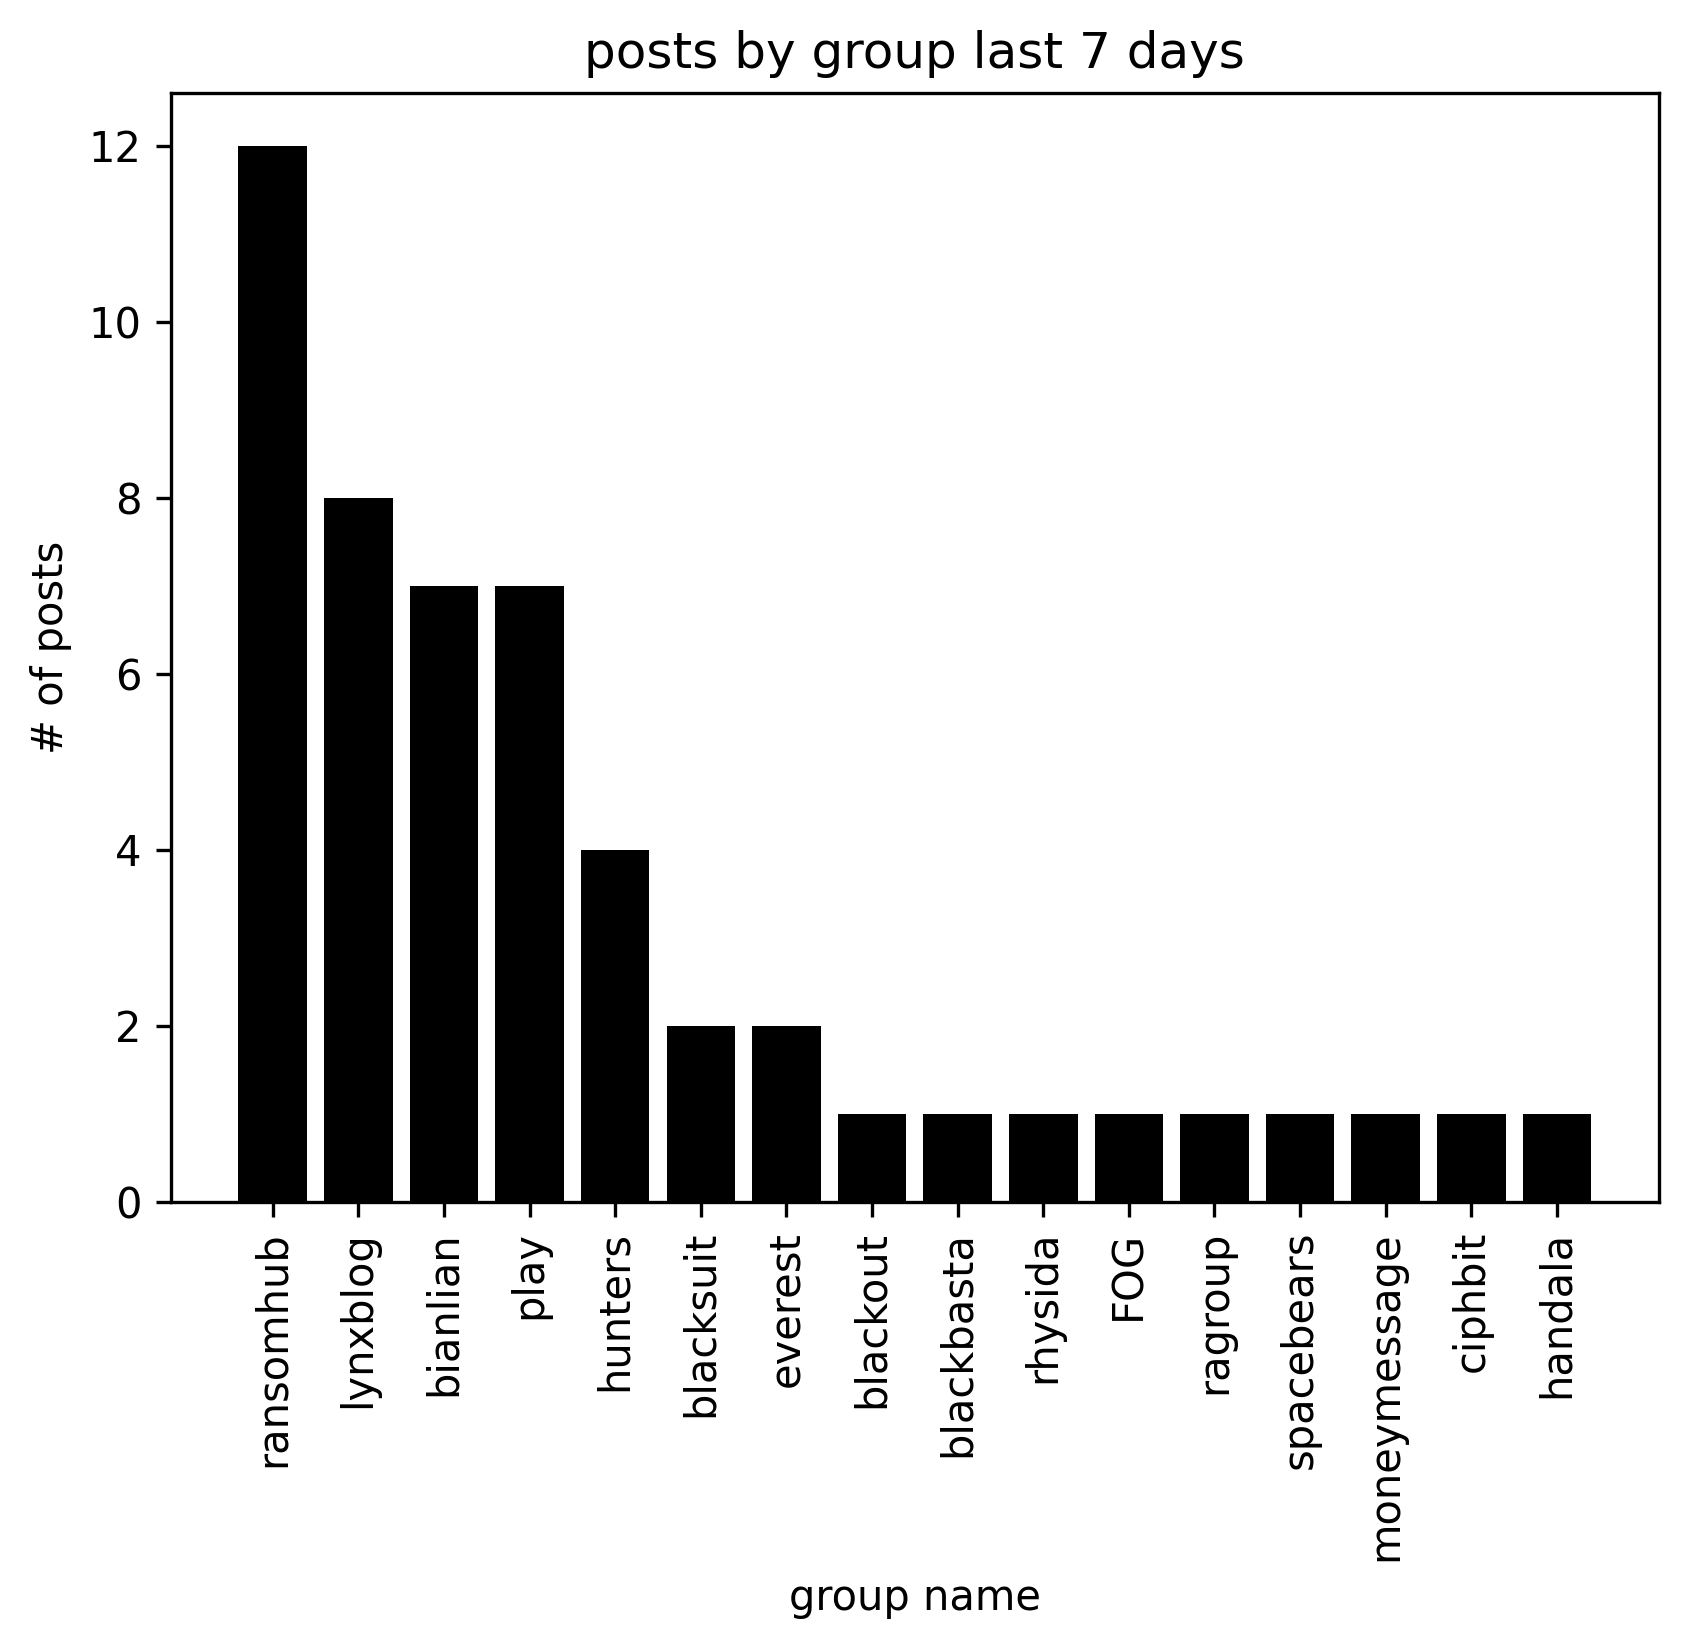 posts by group last 7 days
12
10
8
6
4
2
0
# of posts
ransomhub
lynxblog
bianlian
play
hunters
blacksuit
everest
blackout
blackbasta
rhysida
FOG
ragroup
spacebears
moneymessage
ciphbit
handala
group name